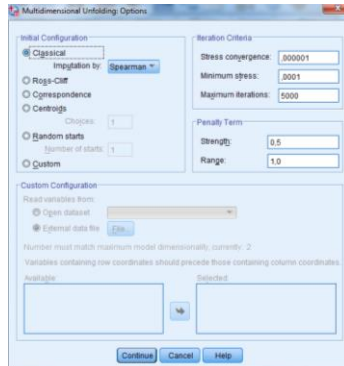 Multidimensional Unfolding: Options
Initial Configuration
Classical
Imputation by: Spearman
Ross-Cliff
Correspondence
Centroids
Choices: 1
Random starts
Number of starts: 1
Custom
Iteration Criteria
Stress convergence: ,000001
Minimum stress: ,0001
Maximum iterations: 5000
Penalty Term
Strength: 0,5
Range: 1,0
Custom Configuration
Read variables from:
Open dataset
External data file File...
Number must match maximum model dimensionality, currently: 2
Variables containing row coordinates should precede those containing column coordinates.
Available: Selected:
Continue Cancel Help